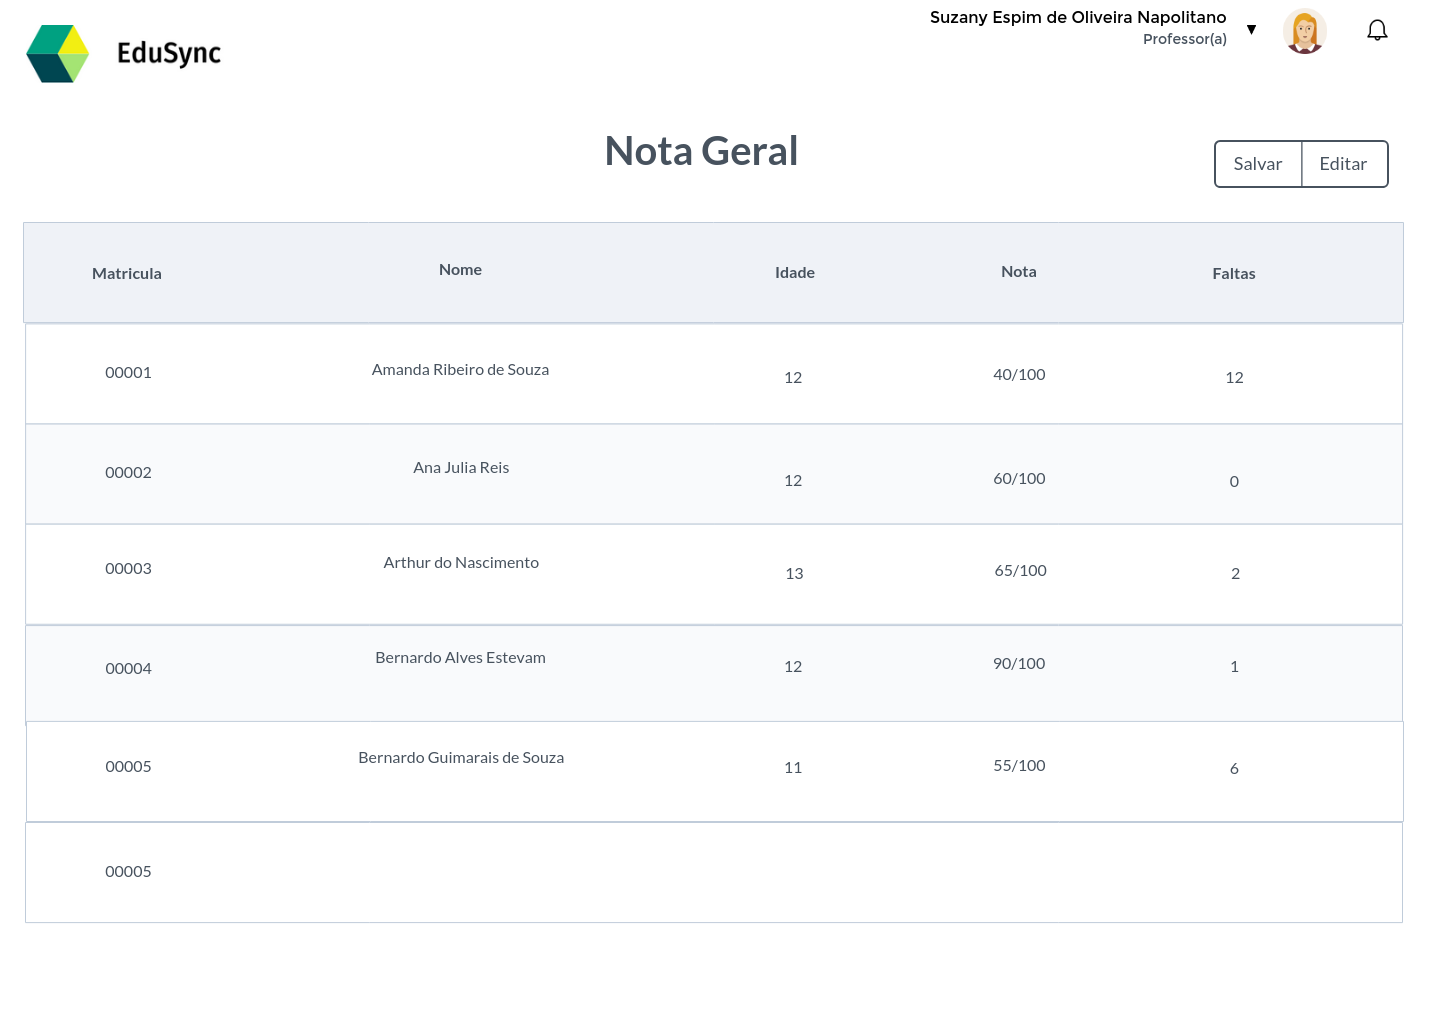 EduSync
Suzany Espim de Oliveira Napolitano
Professor(a)
Nota Geral
Salvar Editar
Matricula Nome Idade Nota Faltas
00001 Amanda Ribeiro de Souza 12 40/100 12
00002 Ana Julia Reis 12 60/100 0
00003 Arthur do Nascimento 13 65/100 2
00004 Bernardo Alves Estevam 12 90/100 1
00005 Bernardo Guimarais de Souza 11 55/100 6
00005